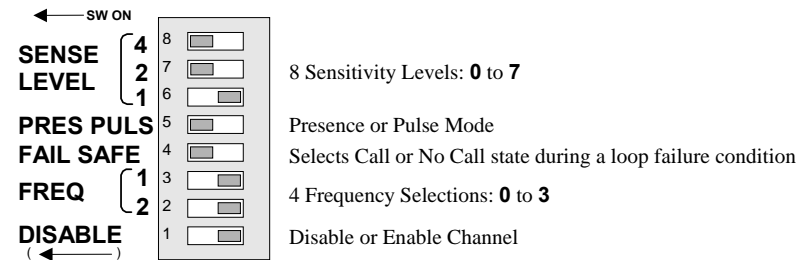 SW ON
SENSE LEVEL
4 8
2 7
1 6
8 Sensitivity Levels: 0 to 7
PRES PULS 5
Presence or Pulse Mode
FAIL SAFE 4
Selects Call or No Call state during a loop failure condition
FREQ
1 3
2 2
4 Frequency Selections: 0 to 3
DISABLE 1
( )
Disable or Enable Channel